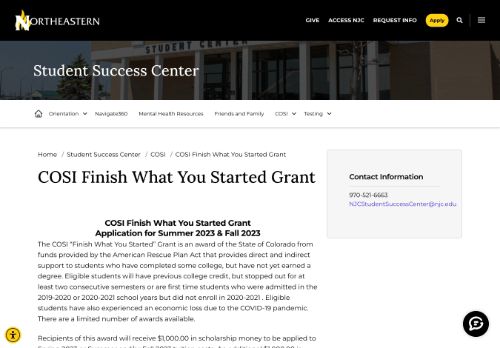 NORTHEASTERN
GIVE ACCESS NJC REQUEST INFO Apply
STUDENT CENTER
Student Success Center
Orientation Navigate360 Mental Health Resources Friends and Family COSI Testing
Home / Student Success Center / COSI / COSI Finish What You Started Grant
COSI Finish What You Started Grant
Contact Information
970-521-6663
NJCStudentSuccessCenter@njc.edu
COSI Finish What You Started Grant
Application for Summer 2023 & Fall 2023
The COSI "Finish What You Started" Grant is an award of the State of Colorado from
funds provided by the American Rescue Plan Act that provides direct and indirect
support to students who have completed some college, but have not yet earned a
degree. Eligible students will have previous college credit, but stopped out for at
least two consecutive semesters or are first time students who were admitted in the
2019-2020 or 2020-2021 school years but did not enroll in 2020-2021 . Eligible
students have also experienced an economic loss due to the COVID-19 pandemic.
There are a limited number of awards available.
Recipients of this award will receive $1,000.00 in scholarship money to be applied to